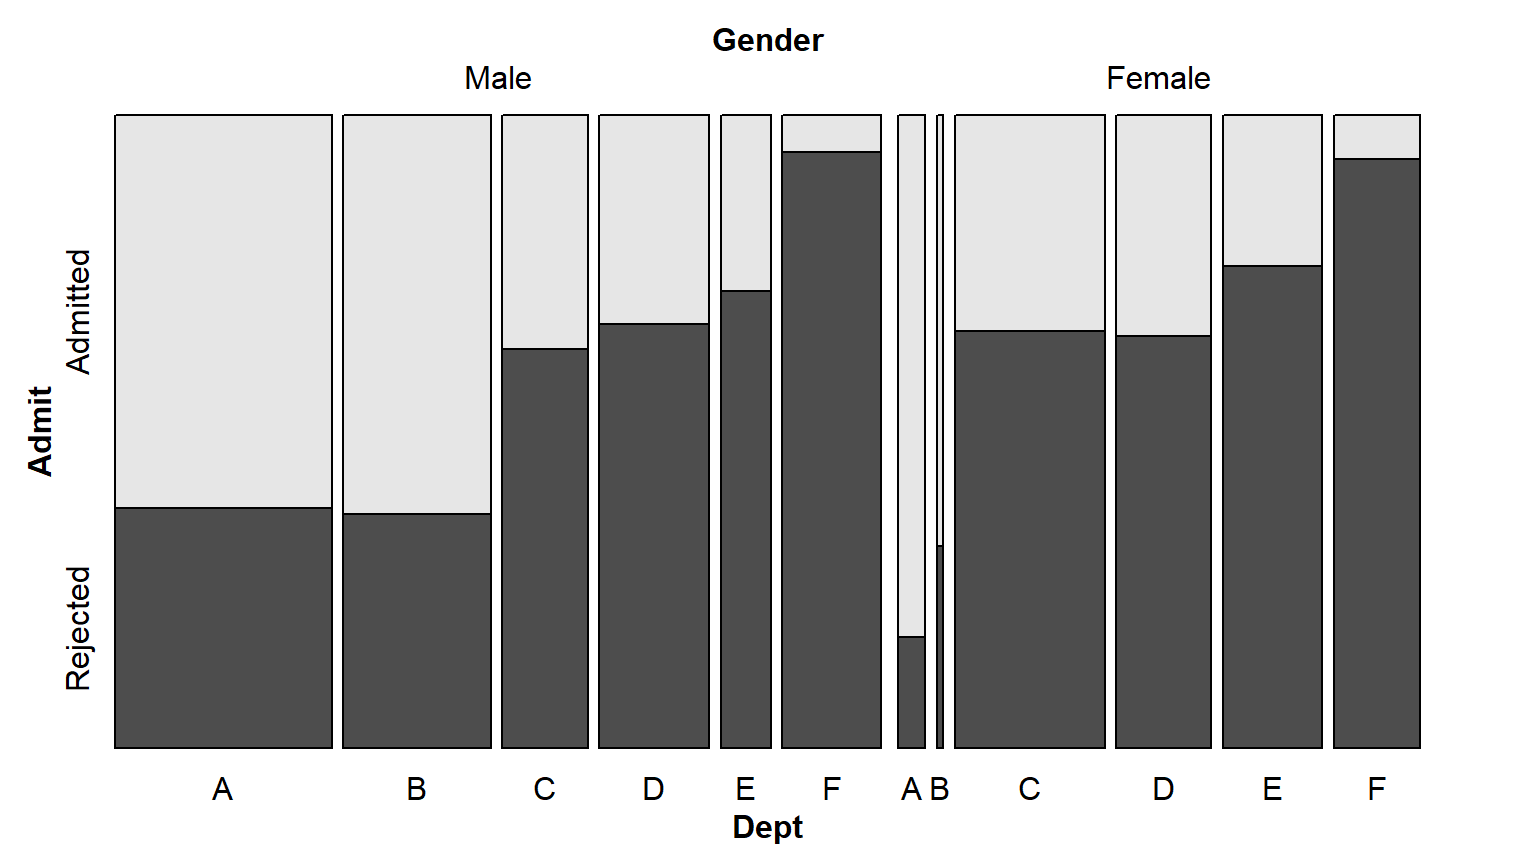 Gender
Male Female
Admit
Admitted
Rejected
A B C D E F A B C D E F
Dept